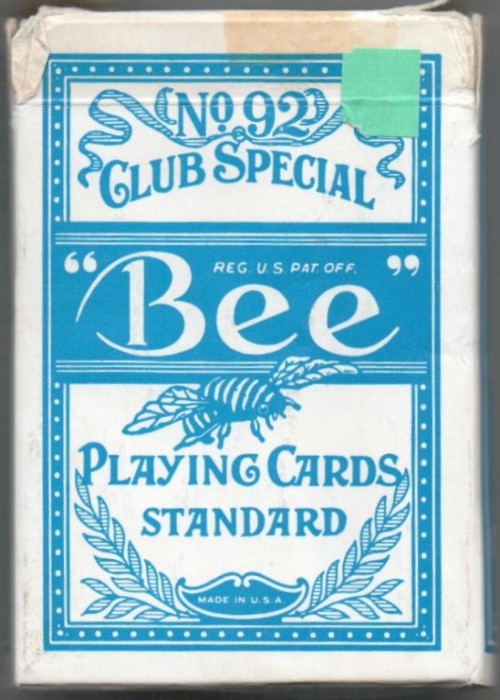 No 92
CLUB SPECIAL
REG. U.S. PAT. OFF.
“Bee”
PLAYING CARDS
STANDARD
MADE IN U.S.A.